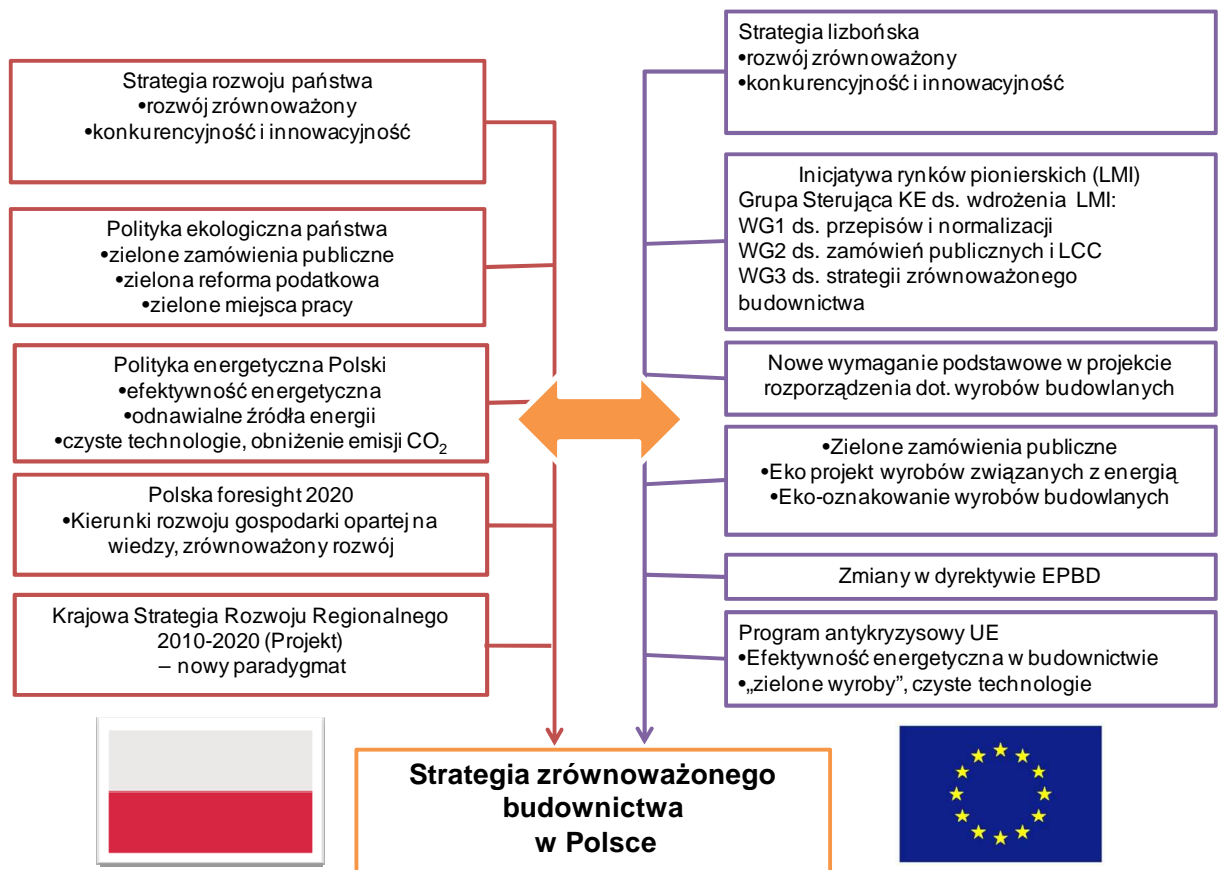 Strategia rozwoju państwa
•rozwój zrównoważony
•konkurencyjność i innowacyjność
Polityka ekologiczna państwa
•zielone zamówienia publiczne
•zielona reforma podatkowa
•zielone miejsca pracy
Polityka energetyczna Polski
•efektywność energetyczna
•odnawialne źródła energii
•czyste technologie, obniżenie emisji CO₂
Polska foresight 2020
•Kierunki rozwoju gospodarki opartej na
wiedzy, zrównoważony rozwój
Krajowa Strategia Rozwoju Regionalnego
2010-2020 (Projekt)
– nowy paradygmat
Strategia lizbońska
•rozwój zrównoważony
•konkurencyjność i innowacyjność
Inicjatywa rynków pionierskich (LMI)
Grupa Sterująca KE ds. wdrożenia LMI:
WG1 ds. przepisów i normalizacji
WG2 ds. zamówień publicznych i LCC
WG3 ds. strategii zrównoważonego
budownictwa
Nowe wymaganie podstawowe w projekcie
rozporządzenia dot. wyrobów budowlanych
•Zielone zamówienia publiczne
•Eko projekt wyrobów związanych z energią
•Eko-oznakowanie wyrobów budowlanych
Zmiany w dyrektywie EPBD
Program antykryzysowy UE
•Efektywność energetyczna w budownictwie
•„zielone wyroby”, czyste technologie
Strategia zrównoważonego
budownictwa
w Polsce